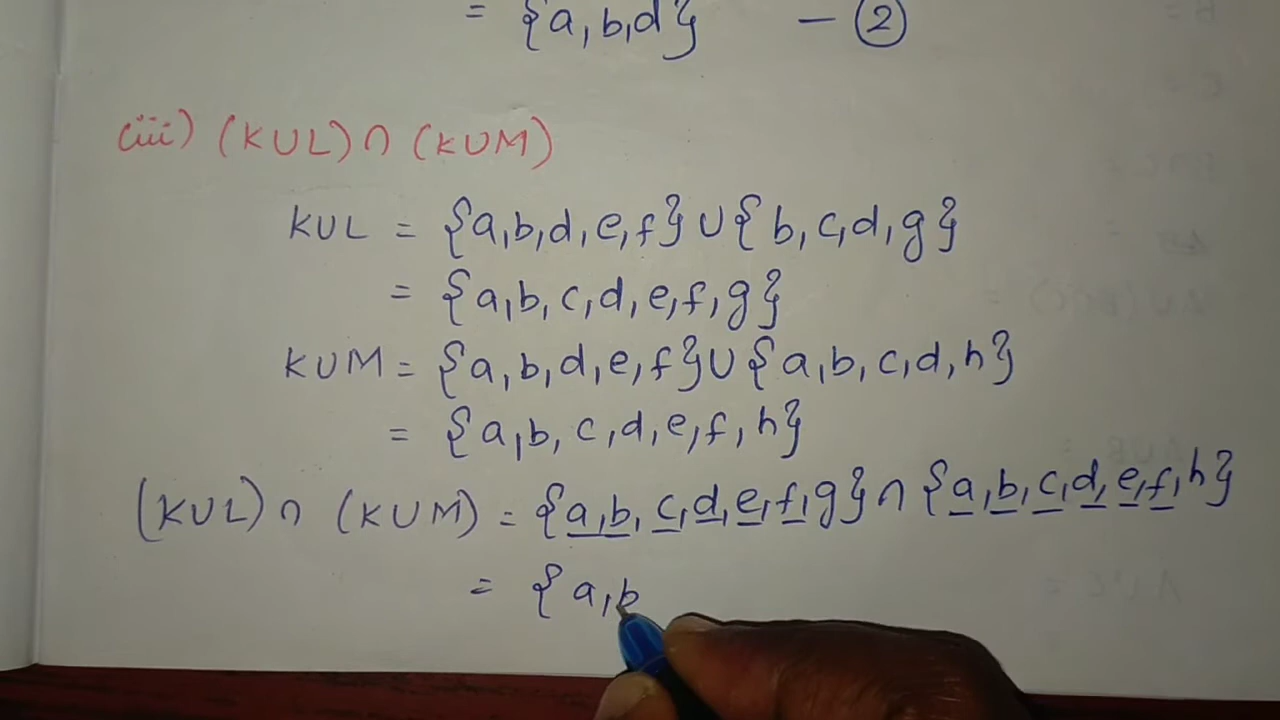 = {a, b, d} — ②
(iii) (K∪L)∩(K∪M)
K∪L = {a, b, d, e, f} ∪ { b, c, d, g}
= {a, b, c, d, e, f, g}
K∪M = {a, b, d, e, f} ∪ {a, b, c, d, h}
= {a, b, c, d, e, f, h}
(K∪L)∩ (K∪M) = {a, b, c, d, e, f, g} ∩ {a, b, c, d, e, f, h}
= { a, b